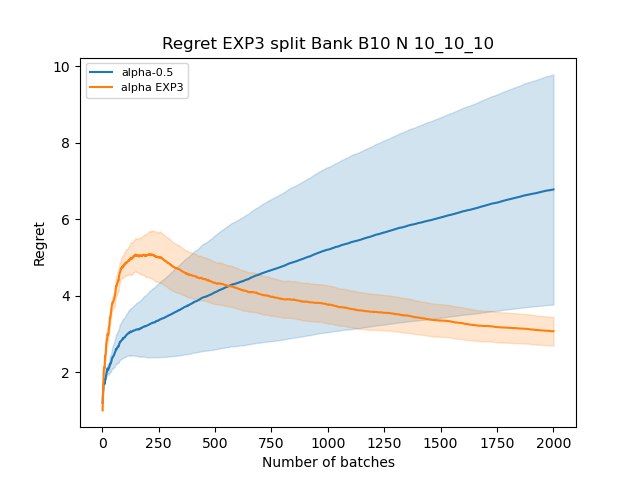 Regret EXP3 split Bank B10 N 10_10_10
alpha-0.5
alpha EXP3
Regret
10
8
6
4
2
0 250 500 750 1000 1250 1500 1750 2000
Number of batches